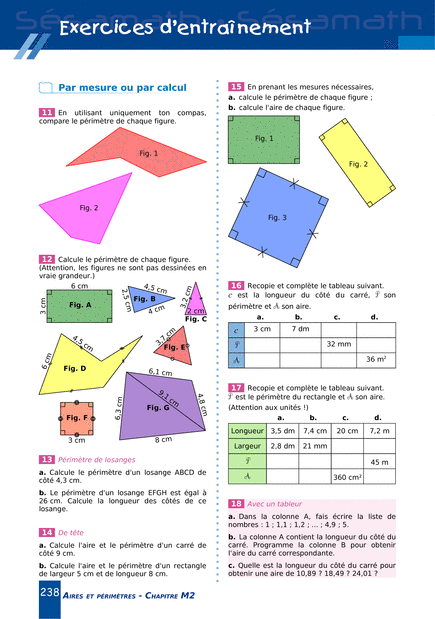 Sésamath Sésamath
Exercices d'entraînement
Par mesure ou par calcul
11 En utilisant uniquement ton compas,
compare le périmètre de chaque figure.
Fig. 1
Fig. 2
12 Calcule le périmètre de chaque figure.
(Attention, les figures ne sont pas dessinées en
vraie grandeur.)
6 cm
3 cm
Fig. A
4,5 cm
2,5 cm
Fig. B
4 cm
3,2 cm
2 cm
Fig. C
4,5 cm
6 cm
Fig. D
3,7 cm
Fig. E
Fig. F
3 cm
6,1 cm
6,3 cm
9,1 cm
4,8 cm
Fig. G
8 cm
13 Périmètre de losanges
a. Calcule le périmètre d'un losange ABCD de
côté 4,3 cm.
b. Le périmètre d'un losange EFGH est égal à
26 cm. Calcule la longueur des côtés de ce
losange.
14 De tête
a. Calcule l'aire et le périmètre d'un carré de
côté 9 cm.
b. Calcule l'aire et le périmètre d'un rectangle
de largeur 5 cm et de longueur 8 cm.
15 En prenant les mesures nécessaires,
a. calcule le périmètre de chaque figure ;
b. calcule l'aire de chaque figure.
Fig. 1
Fig. 2
Fig. 3
16 Recopie et complète le tableau suivant.
c est la longueur du côté du carré, P son
périmètre et A son aire.
a. b. c. d.
c 3 cm 7 dm
P 32 mm
A 36 m²
17 Recopie et complète le tableau suivant.
P est le périmètre du rectangle et A son aire.
(Attention aux unités !)
a. b. c. d.
Longueur 3,5 dm 7,4 cm 20 cm 7,2 m
Largeur 2,8 dm 21 mm
P 45 m
A 360 cm²
18 Avec un tableur
a. Dans la colonne A, fais écrire la liste de
nombres : 1 ; 1,1 ; 1,2 ; ... ; 4,9 ; 5.
b. La colonne A contient la longueur du côté du
carré. Programme la colonne B pour obtenir
l'aire du carré correspondante.
c. Quelle est la longueur du côté du carré pour
obtenir une aire de 10,89 ? 18,49 ? 24,01 ?
238 Aires et périmètres - Chapitre M2